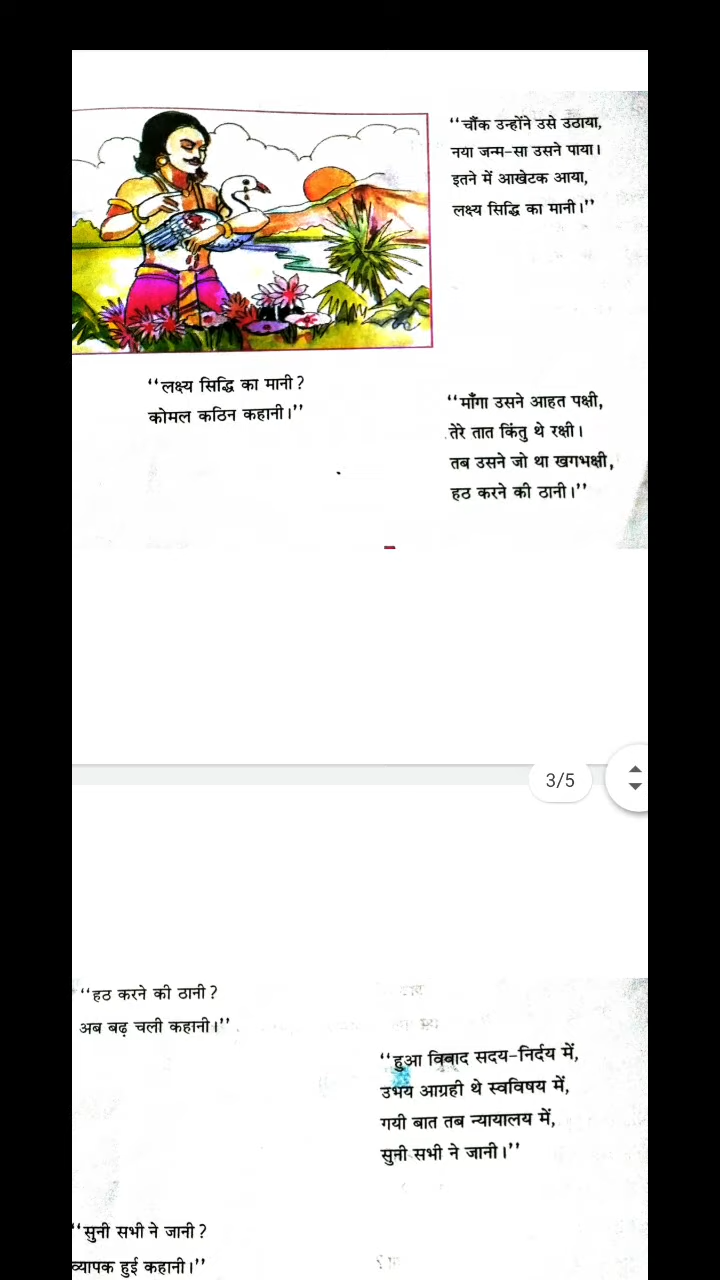 ‘‘चौंक उन्होंने उसे उठाया,
नया जन्म-सा उसने पाया।
इतने में आखेटक आया,
लक्ष्य सिद्धि का मानी।’’
‘‘लक्ष्य सिद्धि का मानी?
कोमल कठिन कहानी।’’
‘‘माँगा उसने आहत पक्षी,
तेरे तात किंतु थे रक्षी।
तब उसने जो था खगभक्षी,
हठ करने की ठानी।’’
3/5
‘‘हठ करने की ठानी?
अब बढ़ चली कहानी।’’
‘‘हुआ विवाद सदय-निर्दय में,
उभय आग्रही थे स्वविषय में,
गयी बात तब न्यायालय में,
सुनी सभी ने जानी।’’
‘‘सुनी सभी ने जानी?
व्यापक हुई कहानी।’’